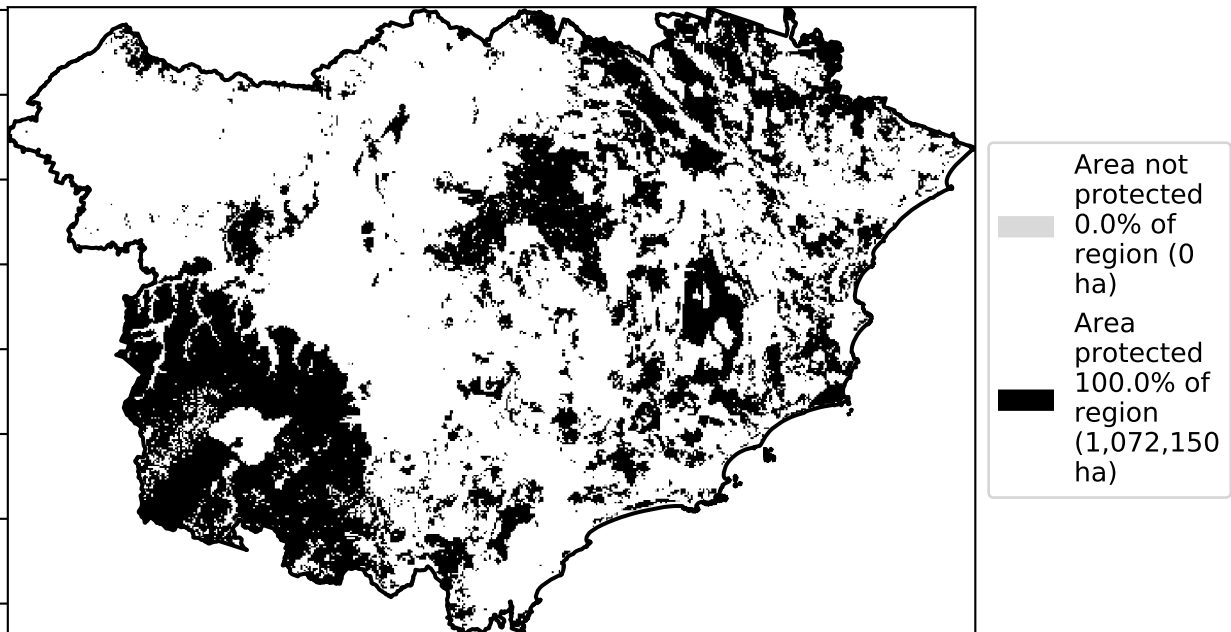 Area not
protected
0.0% of
region (0
ha)
Area
protected
100.0% of
region
(1,072,150
ha)